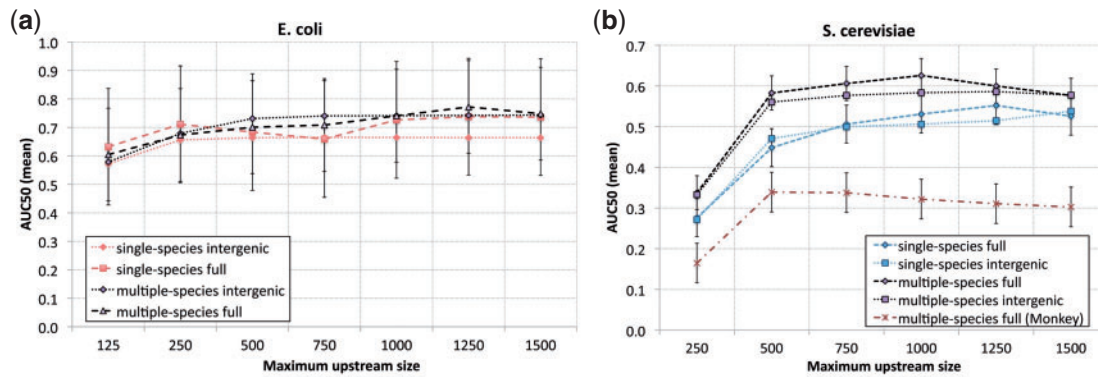 (a)
E. coli
1.0
0.9
0.8
0.7
0.6
0.5
0.4
0.3
0.2
0.1
0.0
AUC50 (mean)
single-species intergenic
single-species full
multiple-species intergenic
multiple-species full
125 250 500 750 1000 1250 1500
Maximum upstream size
(b)
S. cerevisiae
0.7
0.6
0.5
0.4
0.3
0.2
0.1
0.0
AUC50 (mean)
single-species full
single-species intergenic
multiple-species full
multiple-species intergenic
multiple-species full (Monkey)
250 500 750 1000 1250 1500
Maximum upstream size